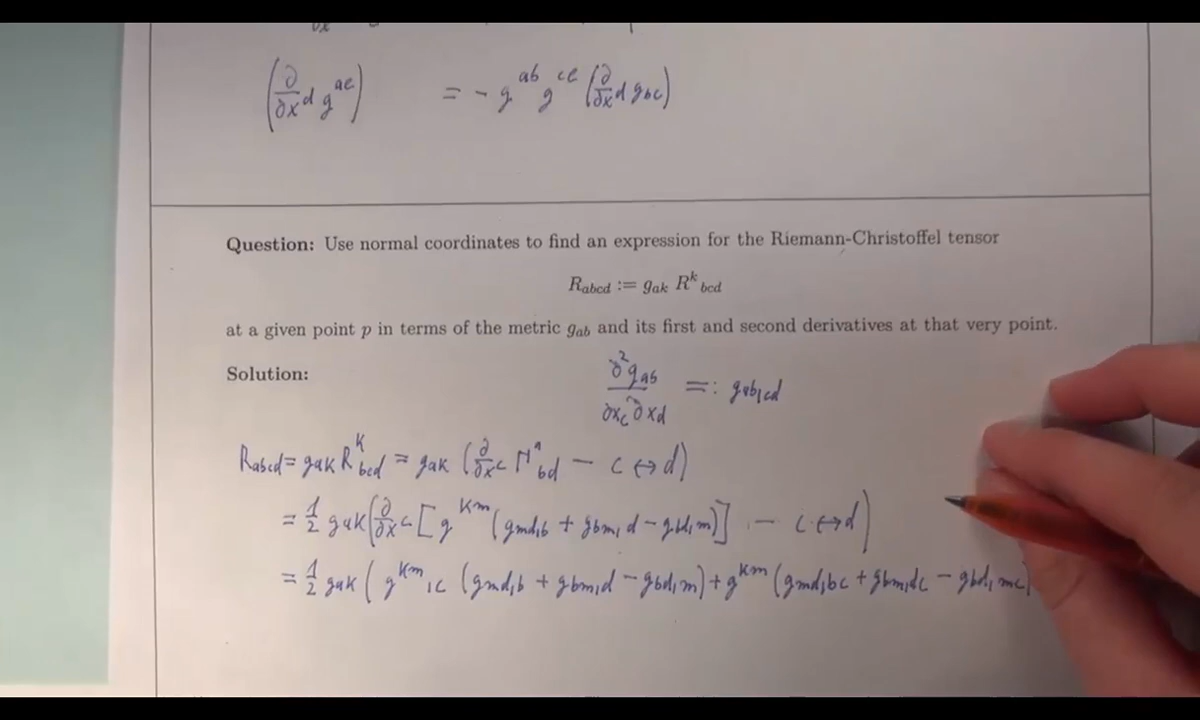 (∂/∂x^d g^{ae}) = - g^{ab} g^{ce} (∂/∂x^d g_{bc})
Question: Use normal coordinates to find an expression for the Riemann-Christoffel tensor
R_{abcd} := g_{ak} R^k_{bcd}
at a given point p in terms of the metric g_{ab} and its first and second derivatives at that very point.
Solution:
∂²g_{ab}/∂x_c ∂x_d =: g_{ab,cd}
R_{abcd} = g_{ak} R^k_{bcd} = g_{ak} (∂/∂x^c Γ^a_{bd} - c ↔ d)
= 1/2 g_{ak} (∂/∂x^c [g^{km} (g_{md,b} + g_{bm,d} - g_{bd,m})] - c ↔ d)
= 1/2 g_{ak} (g^{km}_{,c} (g_{md,b} + g_{bm,d} - g_{bd,m}) + g^{km} (g_{md,bc} + g_{bm,dc} - g_{bd,mc})